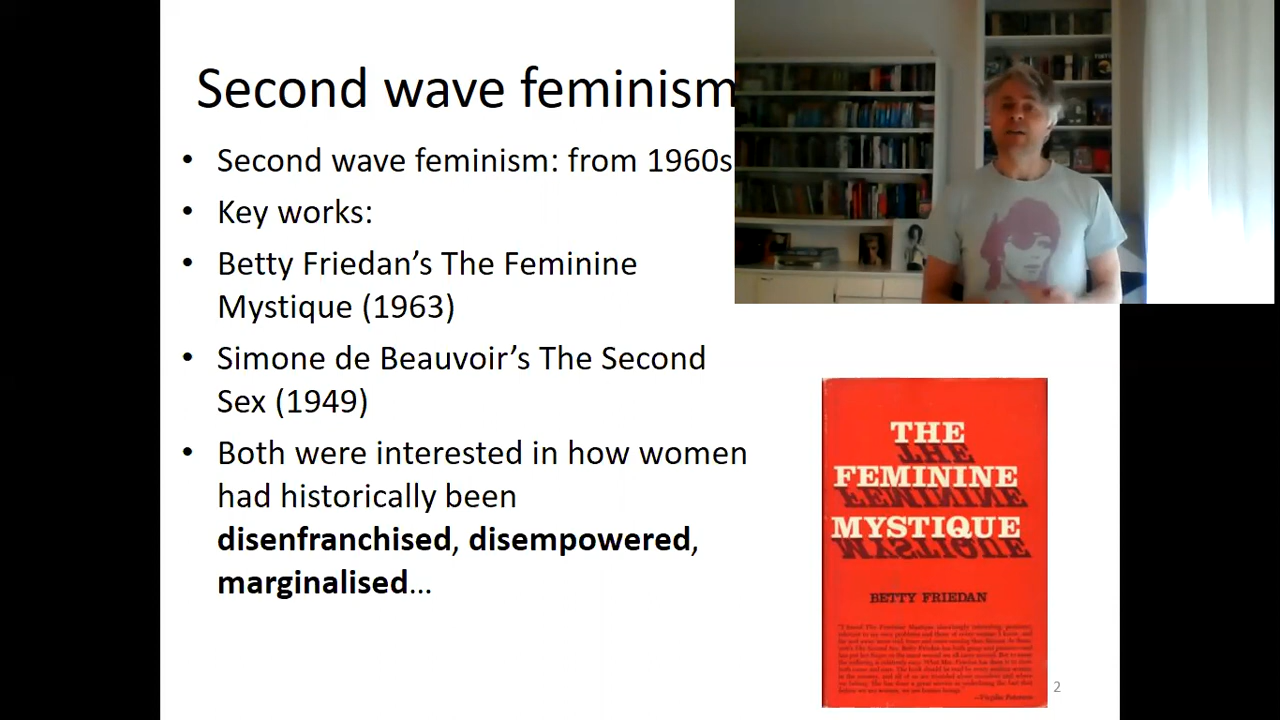 Second wave feminism
• Second wave feminism: from 1960s
• Key works:
• Betty Friedan’s The Feminine
Mystique (1963)
• Simone de Beauvoir’s The Second
Sex (1949)
• Both were interested in how women
had historically been
disenfranchised, disempowered,
marginalised…
THE
FEMININE
MYSTIQUE
BETTY FRIEDAN
2